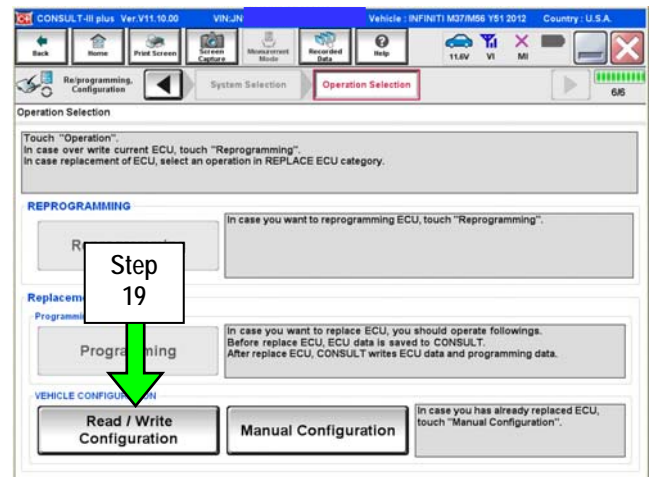 CONSULT-III plus Ver.V11.10.00 VIN:JN Vehicle : INFINITI M37/M56 Y51 2012 Country : U.S.A.
Back Home Print Screen Screen Capture Measurement Mode Recorded Data Help 11.6V VI MI
Re/programming, Configuration System Selection Operation Selection 6/6
Operation Selection
Touch "Operation".
In case over write current ECU, touch "Reprogramming".
In case replacement of ECU, select an operation in REPLACE ECU category.
REPROGRAMMING
In case you want to reprogramming ECU, touch "Reprogramming".
Step
19
In case you want to replace ECU, you should operate followings.
Before replace ECU, ECU data is saved to CONSULT.
After replace ECU, CONSULT writes ECU data and programming data.
VEHICLE
Read / Write
Configuration
Manual Configuration
In case you has already replaced ECU,
touch "Manual Configuration".